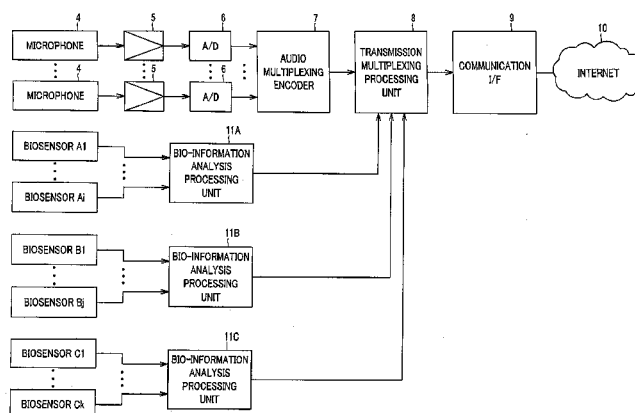 4
5
6
7
8
9
10
MICROPHONE
A/D
AUDIO
MULTIPLEXING
ENCODER
TRANSMISSION
MULTIPLEXING
PROCESSING
UNIT
COMMUNICATION
I/F
INTERNET
4
5
6
MICROPHONE
A/D
11A
BIOSENSOR A1
BIO-INFORMATION
ANALYSIS
PROCESSING
UNIT
BIOSENSOR Ai
11B
BIOSENSOR B1
BIO-INFORMATION
ANALYSIS
PROCESSING
UNIT
BIOSENSOR Bj
11C
BIOSENSOR C1
BIO-INFORMATION
ANALYSIS
PROCESSING
UNIT
BIOSENSOR Ck